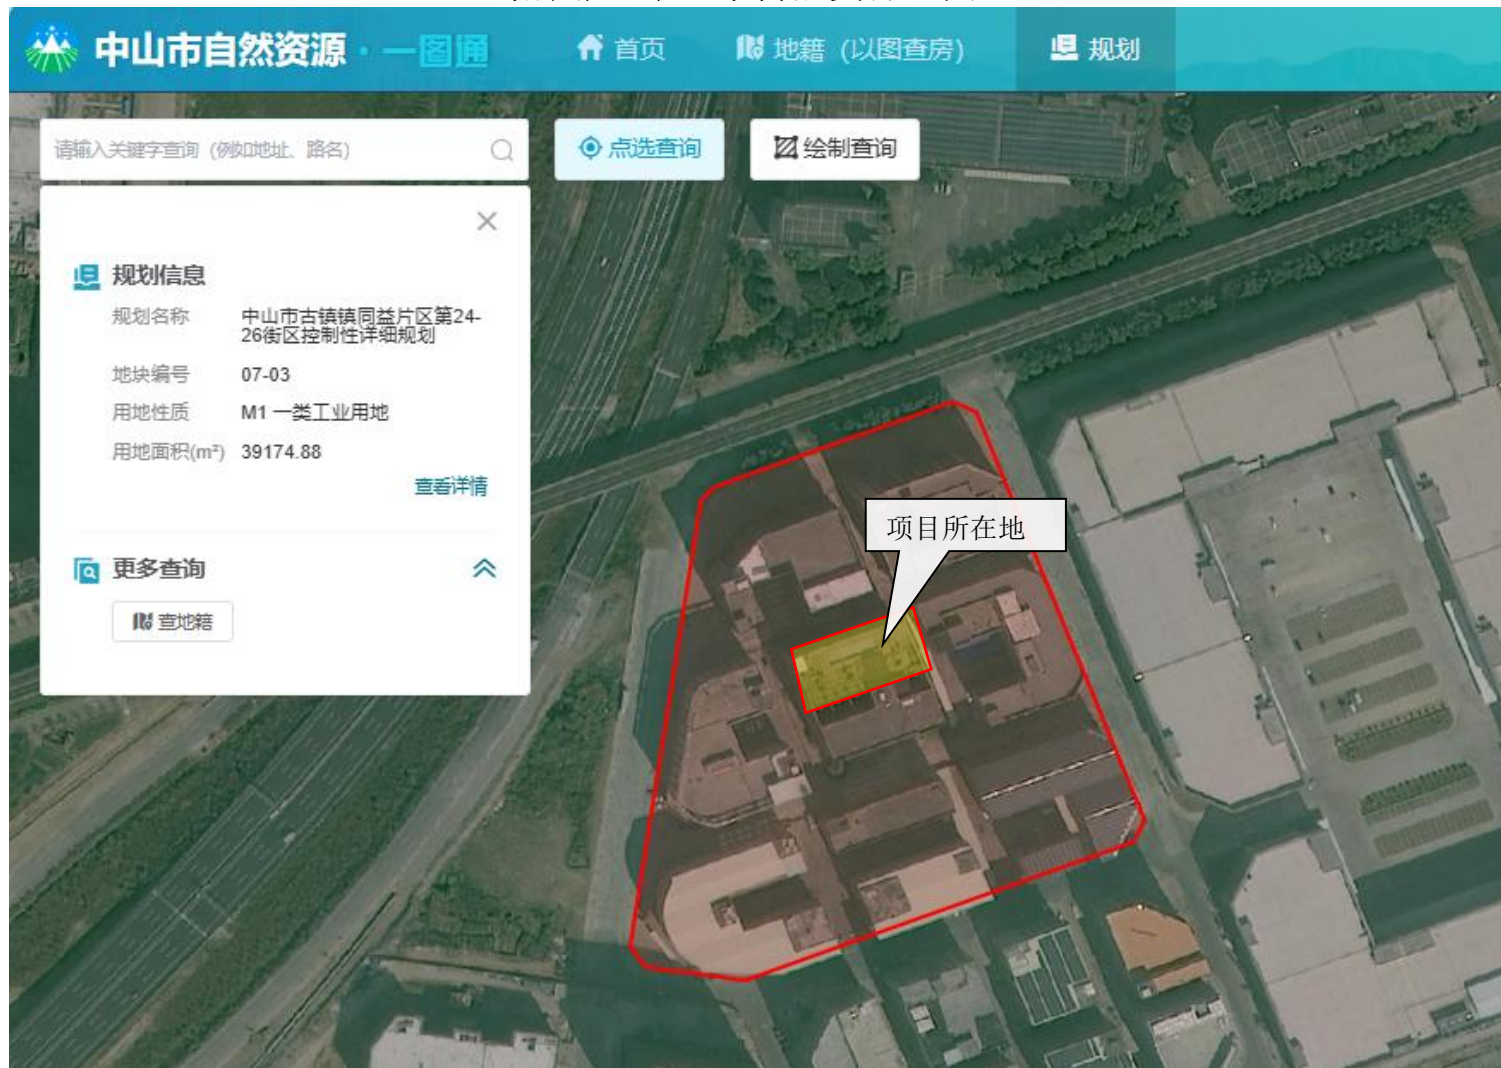 中山市自然资源·一图通
首页
地籍（以图查房）
规划
请输入关键字查询（例如地址、路名）
点选查询
绘制查询
规划信息
规划名称 中山市古镇镇同益片区第24-
26街区控制性详细规划
地块编号 07-03
用地性质 M1 一类工业用地
用地面积(m²) 39174.88
查看详情
更多查询
查地籍
项目所在地